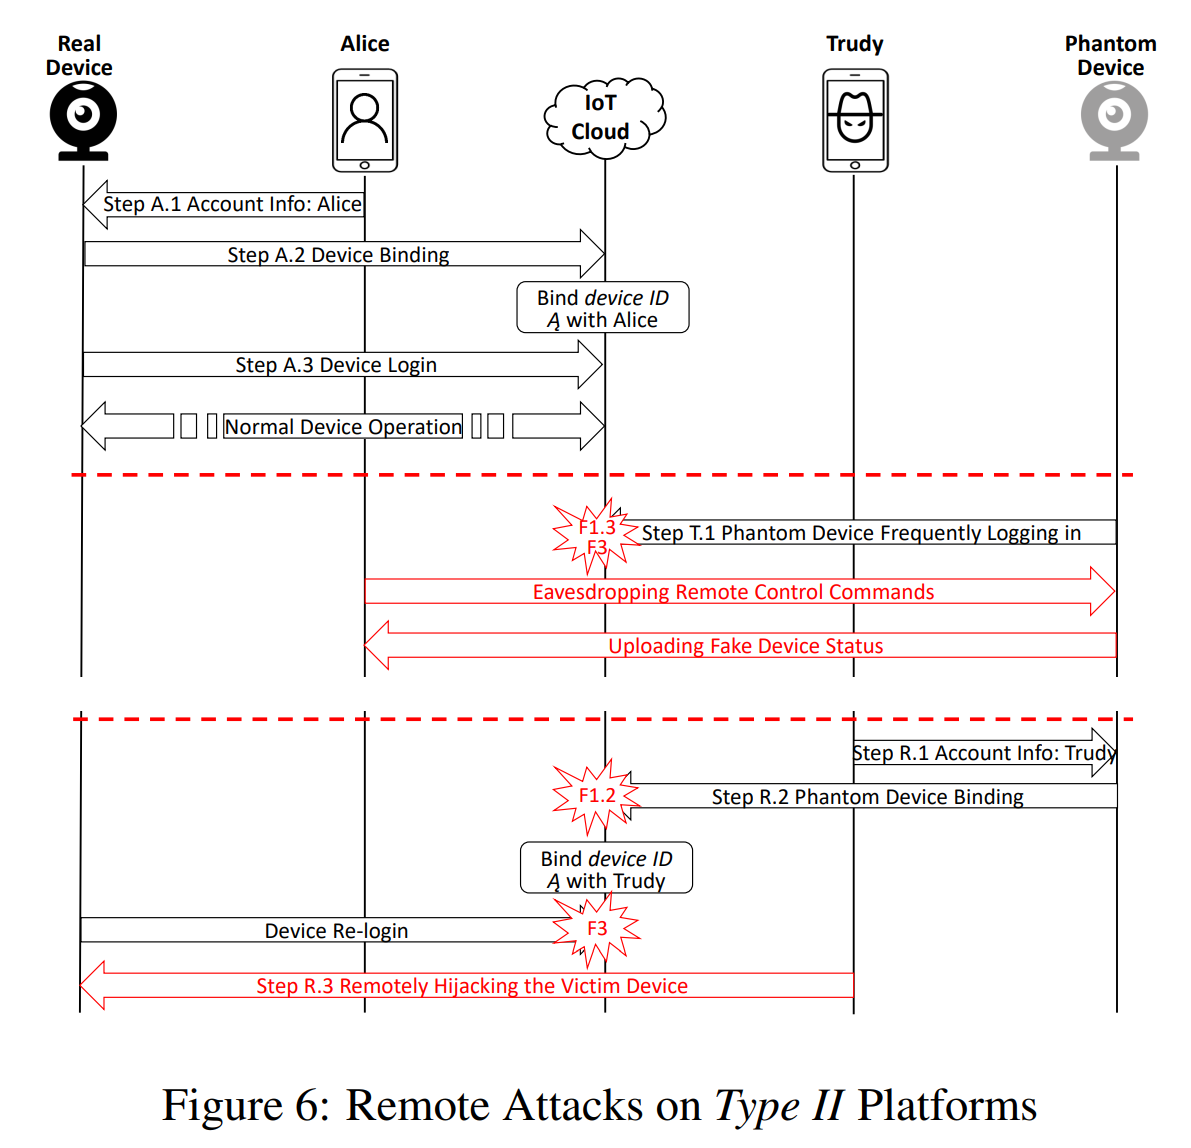 Real
Device
Alice
IoT
Cloud
Trudy
Phantom
Device
Step A.1 Account Info: Alice
Step A.2 Device Binding
Bind device ID
Ą with Alice
Step A.3 Device Login
Normal Device Operation
F1.3
F3
Step T.1 Phantom Device Frequently Logging in
Eavesdropping Remote Control Commands
Uploading Fake Device Status
Step R.1 Account Info: Trudy
F1.2
Step R.2 Phantom Device Binding
Bind device ID
Ą with Trudy
Device Re-login
F3
Step R.3 Remotely Hijacking the Victim Device
Figure 6: Remote Attacks on Type II Platforms